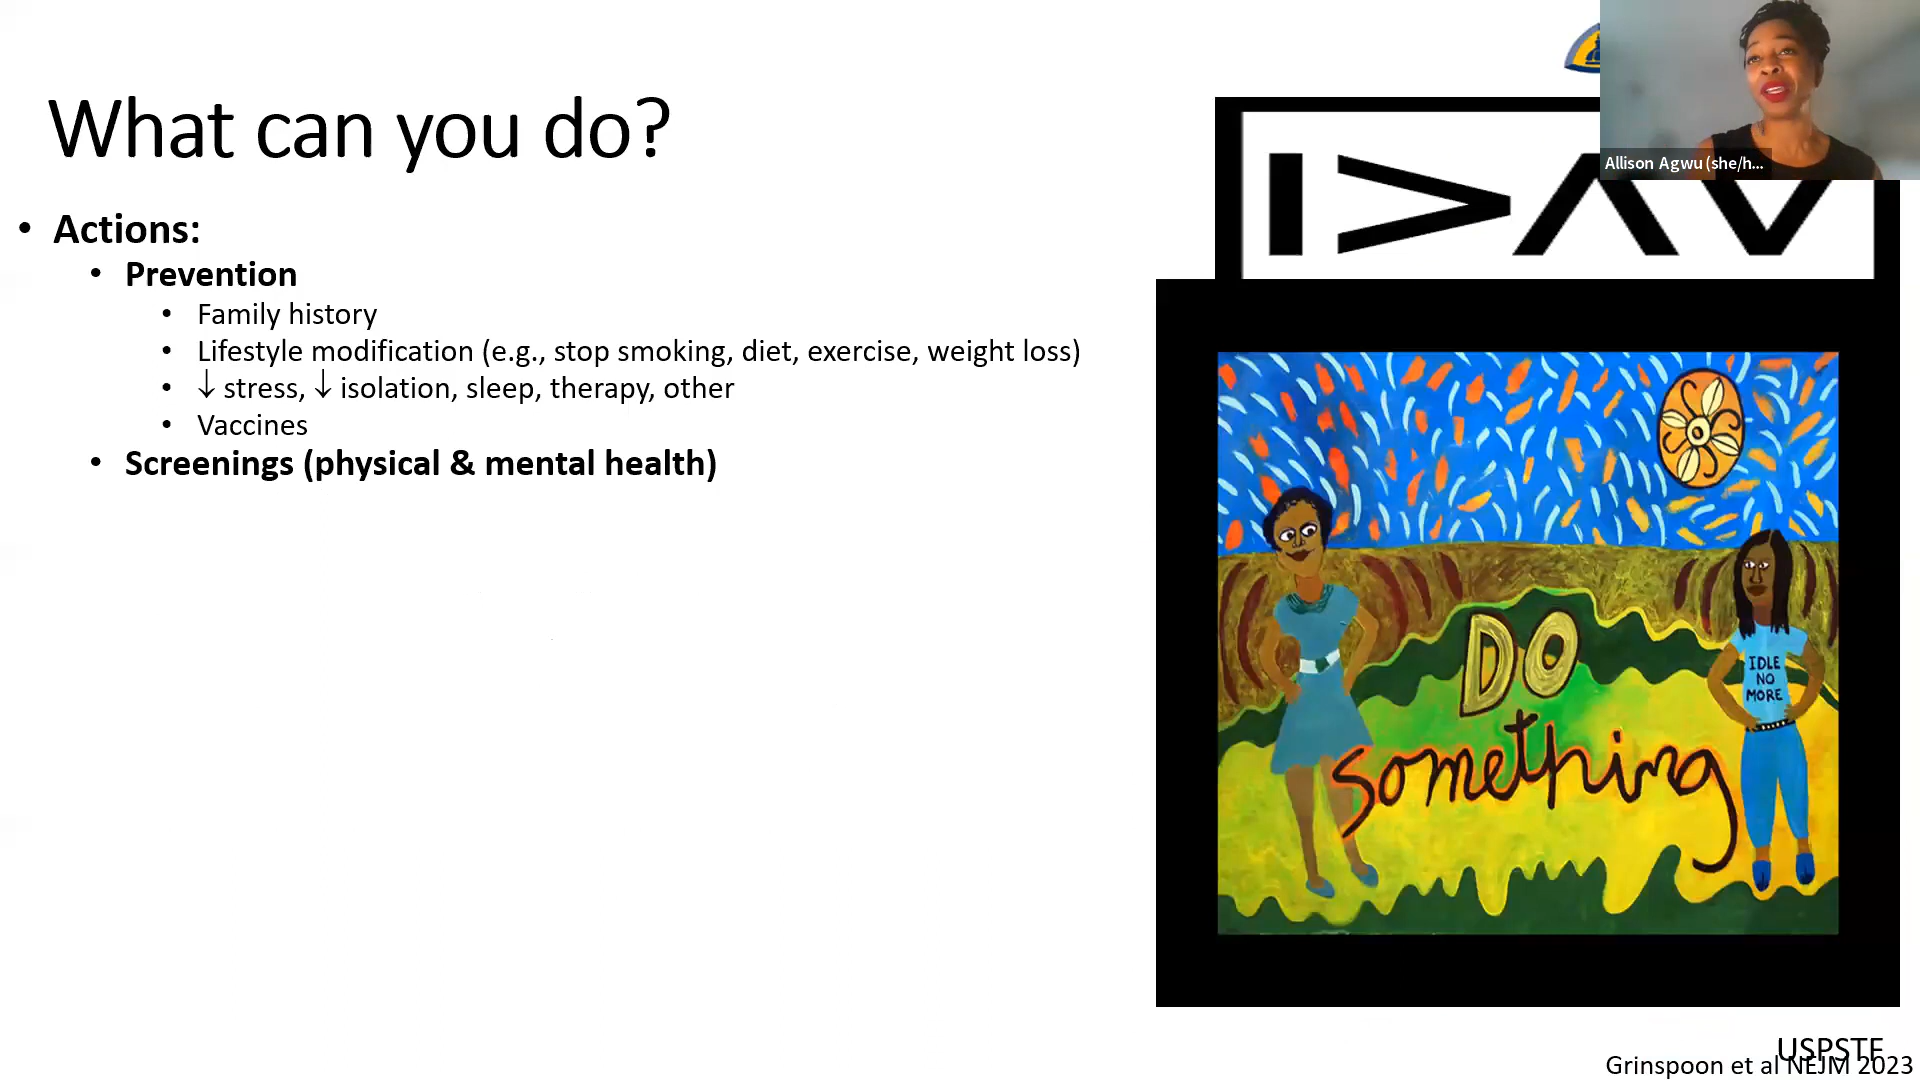 What can you do?
Allison Agwu (she/h...
• Actions:
• Prevention
• Family history
• Lifestyle modification (e.g., stop smoking, diet, exercise, weight loss)
• ↓ stress, ↓ isolation, sleep, therapy, other
• Vaccines
• Screenings (physical & mental health)
I > Λ V
IDLE
NO
MORE
DO
something
USPSTF
Grinspoon et al NEJM 2023